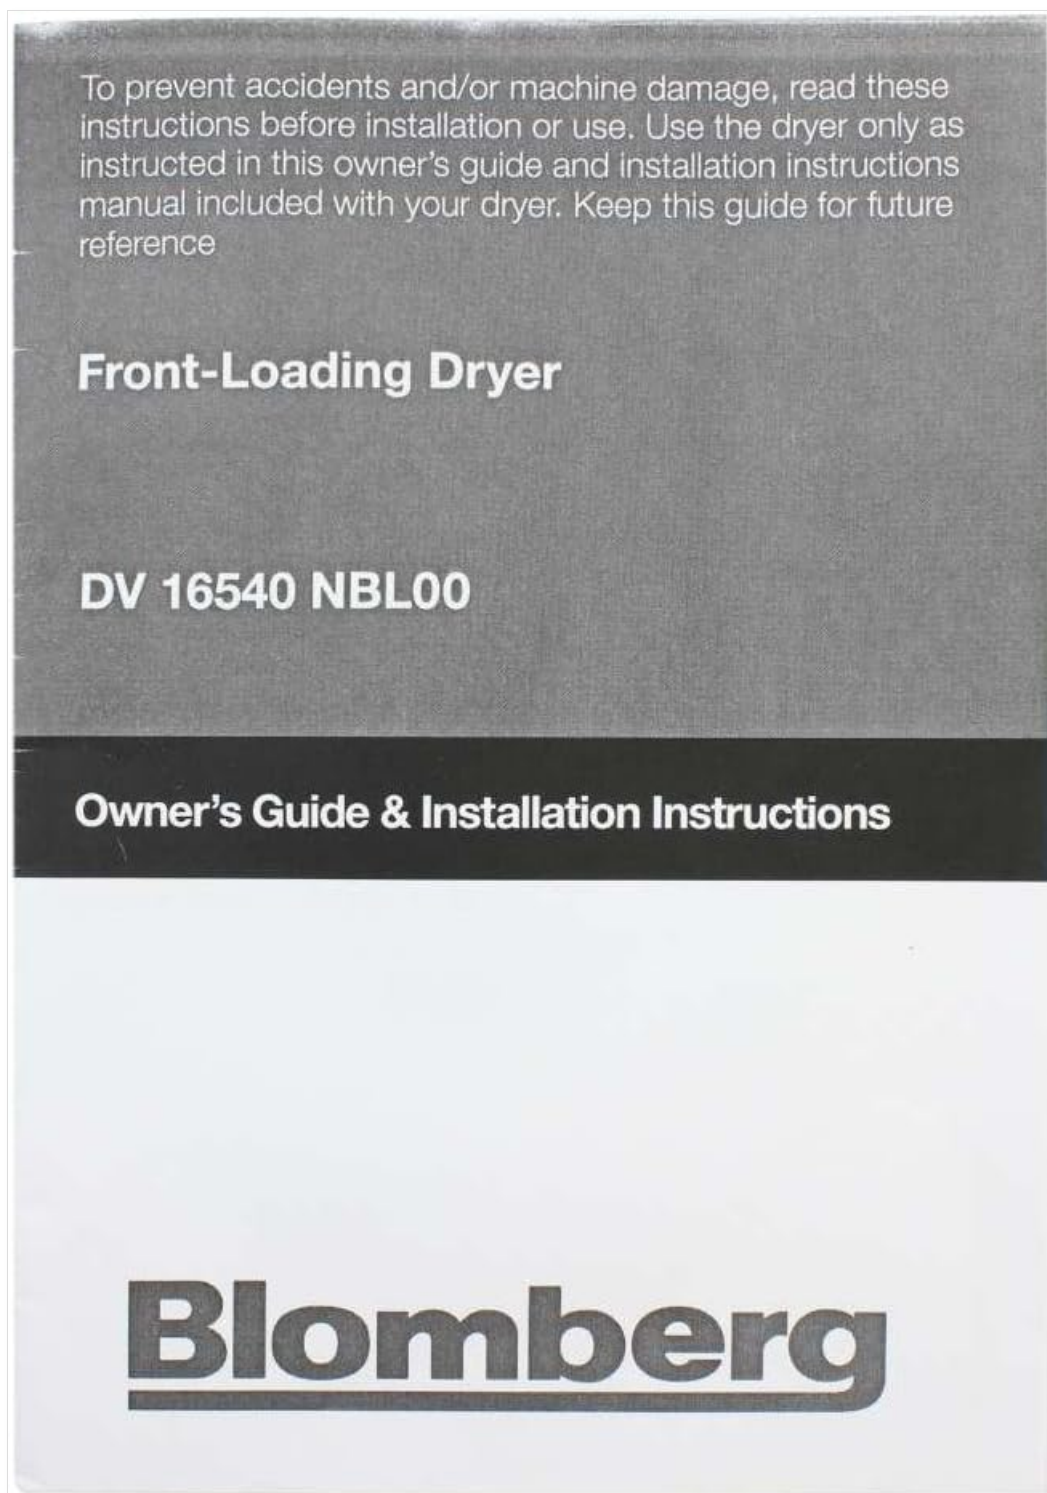 To prevent accidents and/or machine damage, read these
instructions before installation or use. Use the dryer only as
instructed in this owner's guide and installation instructions
manual included with your dryer. Keep this guide for future
reference
Front-Loading Dryer
DV 16540 NBL00
Owner's Guide & Installation Instructions
Blomberg